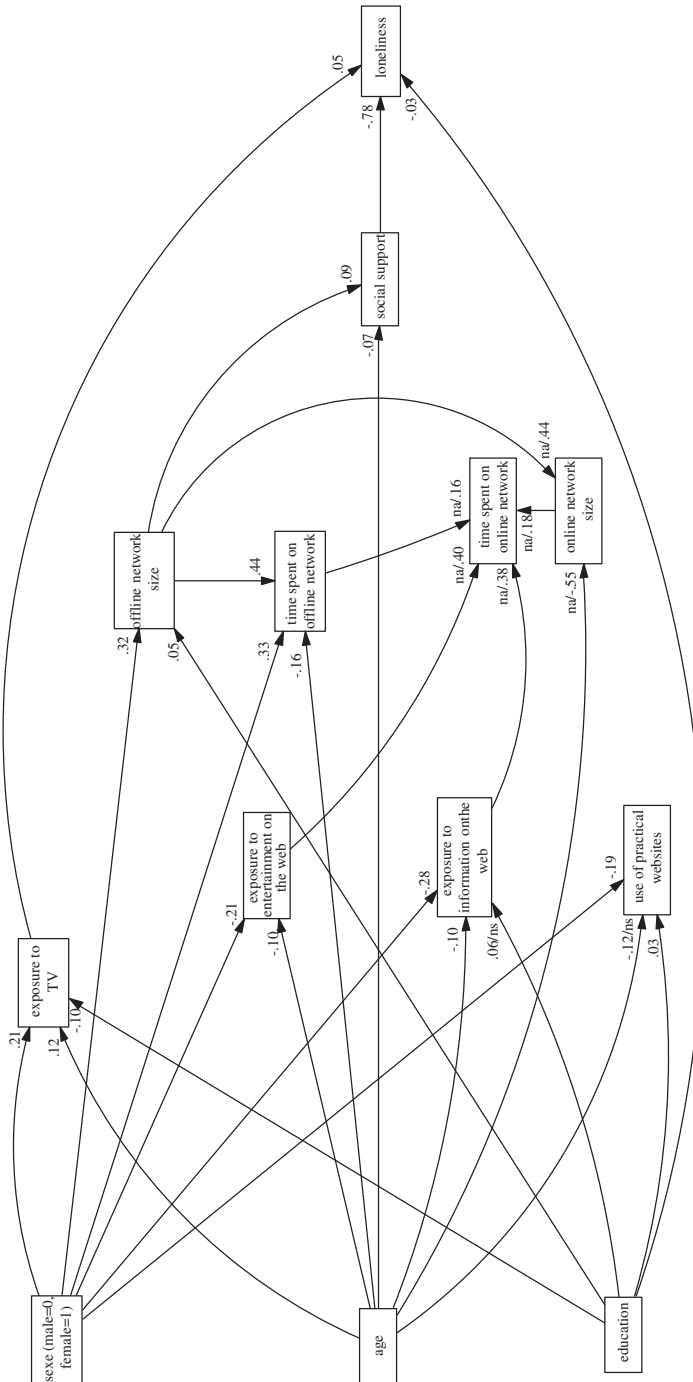 sexe (male=0,
female=1)
age
education
.21
.12
-.10
exposure to
TV
-.21
-.10
exposure to
entertainment on
the web
-.28
-.10
.06/ns
exposure to
information onthe
web
-.19
-.12/ns
.03
use of practical
websites
.32
.05
offline network
size
.44
.33
-.16
time spent on
offline network
na/.40
na/.16
na/.38
na/.18
time spent on
online network
na/.44
na/-.55
online network
size
.09
-.07
social support
.05
-.78
-.03
loneliness